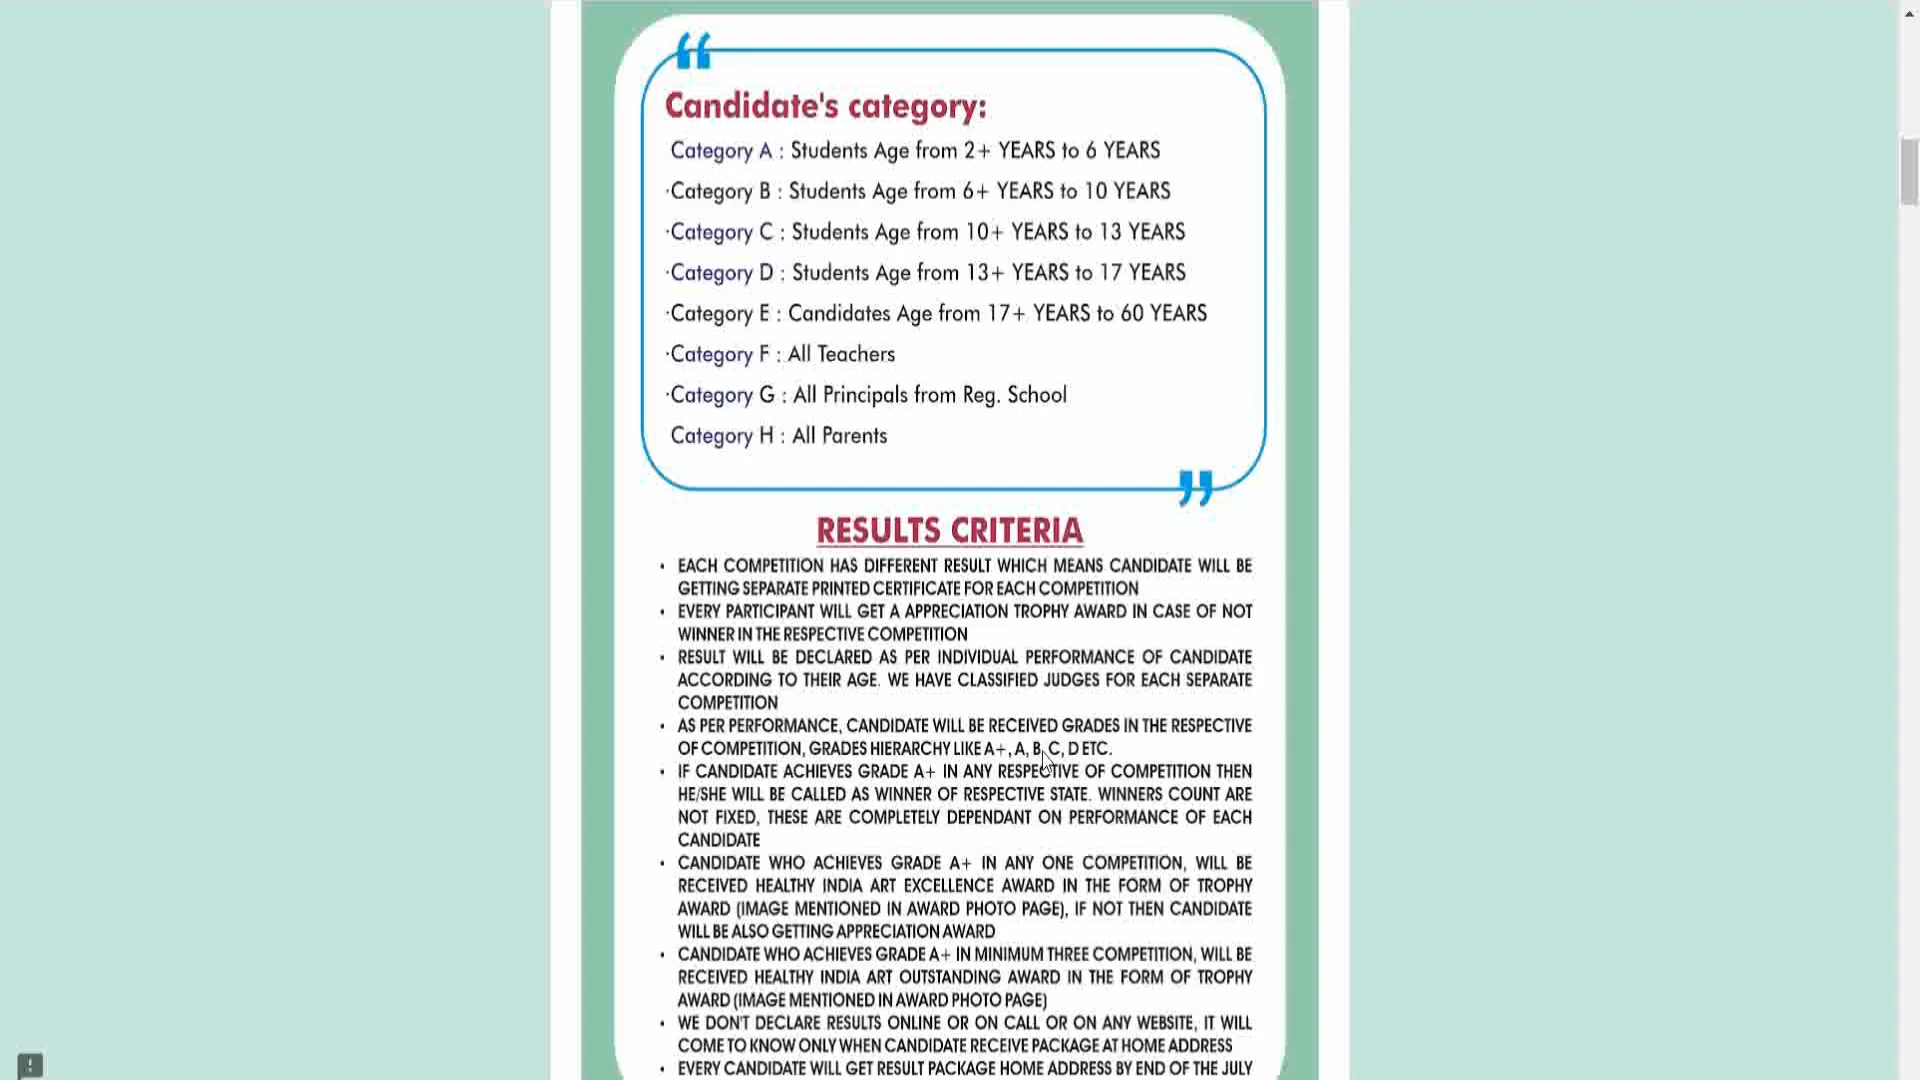 Candidate's category:
Category A : Students Age from 2+ YEARS to 6 YEARS
·Category B : Students Age from 6+ YEARS to 10 YEARS
·Category C : Students Age from 10+ YEARS to 13 YEARS
·Category D : Students Age from 13+ YEARS to 17 YEARS
·Category E : Candidates Age from 17+ YEARS to 60 YEARS
·Category F : All Teachers
·Category G : All Principals from Reg. School
Category H : All Parents
RESULTS CRITERIA
• EACH COMPETITION HAS DIFFERENT RESULT WHICH MEANS CANDIDATE WILL BE
GETTING SEPARATE PRINTED CERTIFICATE FOR EACH COMPETITION
• EVERY PARTICIPANT WILL GET A APPRECIATION TROPHY AWARD IN CASE OF NOT
WINNER IN THE RESPECTIVE COMPETITION
• RESULT WILL BE DECLARED AS PER INDIVIDUAL PERFORMANCE OF CANDIDATE
ACCORDING TO THEIR AGE. WE HAVE CLASSIFIED JUDGES FOR EACH SEPARATE
COMPETITION
• AS PER PERFORMANCE, CANDIDATE WILL BE RECEIVED GRADES IN THE RESPECTIVE
OF COMPETITION, GRADES HIERARCHY LIKE A+, A, B, C, D ETC.
• IF CANDIDATE ACHIEVES GRADE A+ IN ANY RESPECTIVE OF COMPETITION THEN
HE/SHE WILL BE CALLED AS WINNER OF RESPECTIVE STATE. WINNERS COUNT ARE
NOT FIXED, THESE ARE COMPLETELY DEPENDANT ON PERFORMANCE OF EACH
CANDIDATE
• CANDIDATE WHO ACHIEVES GRADE A+ IN ANY ONE COMPETITION, WILL BE
RECEIVED HEALTHY INDIA ART EXCELLENCE AWARD IN THE FORM OF TROPHY
AWARD (IMAGE MENTIONED IN AWARD PHOTO PAGE), IF NOT THEN CANDIDATE
WILL BE ALSO GETTING APPRECIATION AWARD
• CANDIDATE WHO ACHIEVES GRADE A+ IN MINIMUM THREE COMPETITION, WILL BE
RECEIVED HEALTHY INDIA ART OUTSTANDING AWARD IN THE FORM OF TROPHY
AWARD (IMAGE MENTIONED IN AWARD PHOTO PAGE)
• WE DON'T DECLARE RESULTS ONLINE OR ON CALL OR ON ANY WEBSITE, IT WILL
COME TO KNOW ONLY WHEN CANDIDATE RECEIVE PACKAGE AT HOME ADDRESS
• EVERY CANDIDATE WILL GET RESULT PACKAGE HOME ADDRESS BY END OF THE JULY